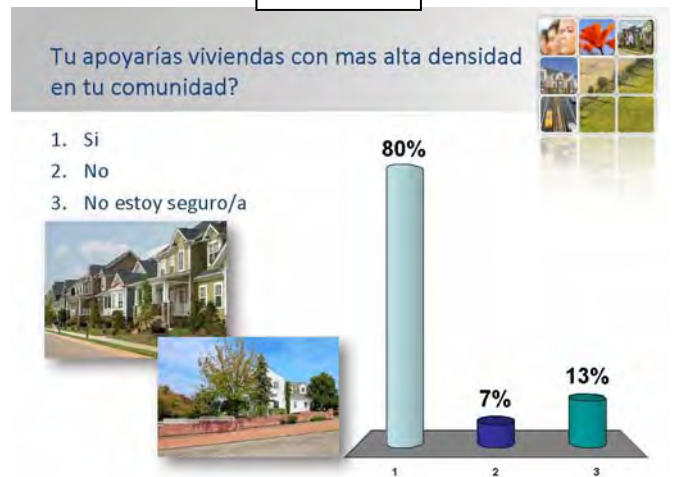 Tu apoyarías viviendas con mas alta densidad
en tu comunidad?
1. Si
2. No
3. No estoy seguro/a
80%
7%
13%
1
2
3